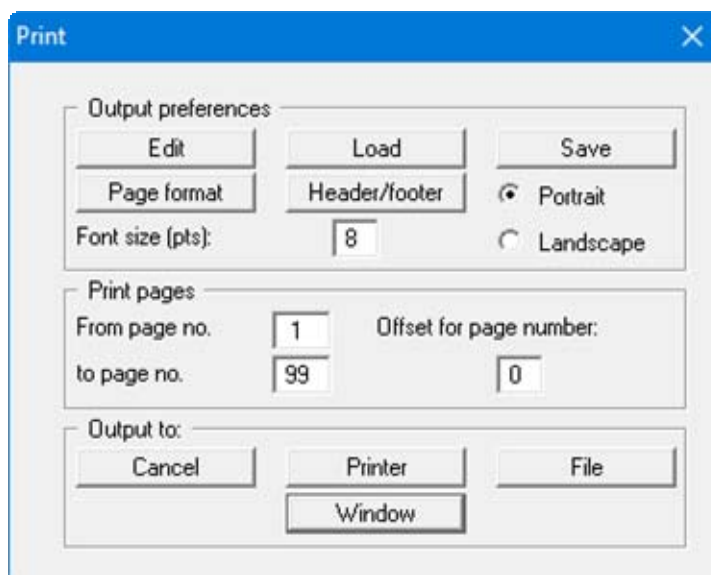 Print
Output preferences
Edit Load Save
Page format Header/footer Portrait
Font size (pts): 8 Landscape
Print pages
From page no. 1 Offset for page number:
to page no. 99 0
Output to:
Cancel Printer File
Window